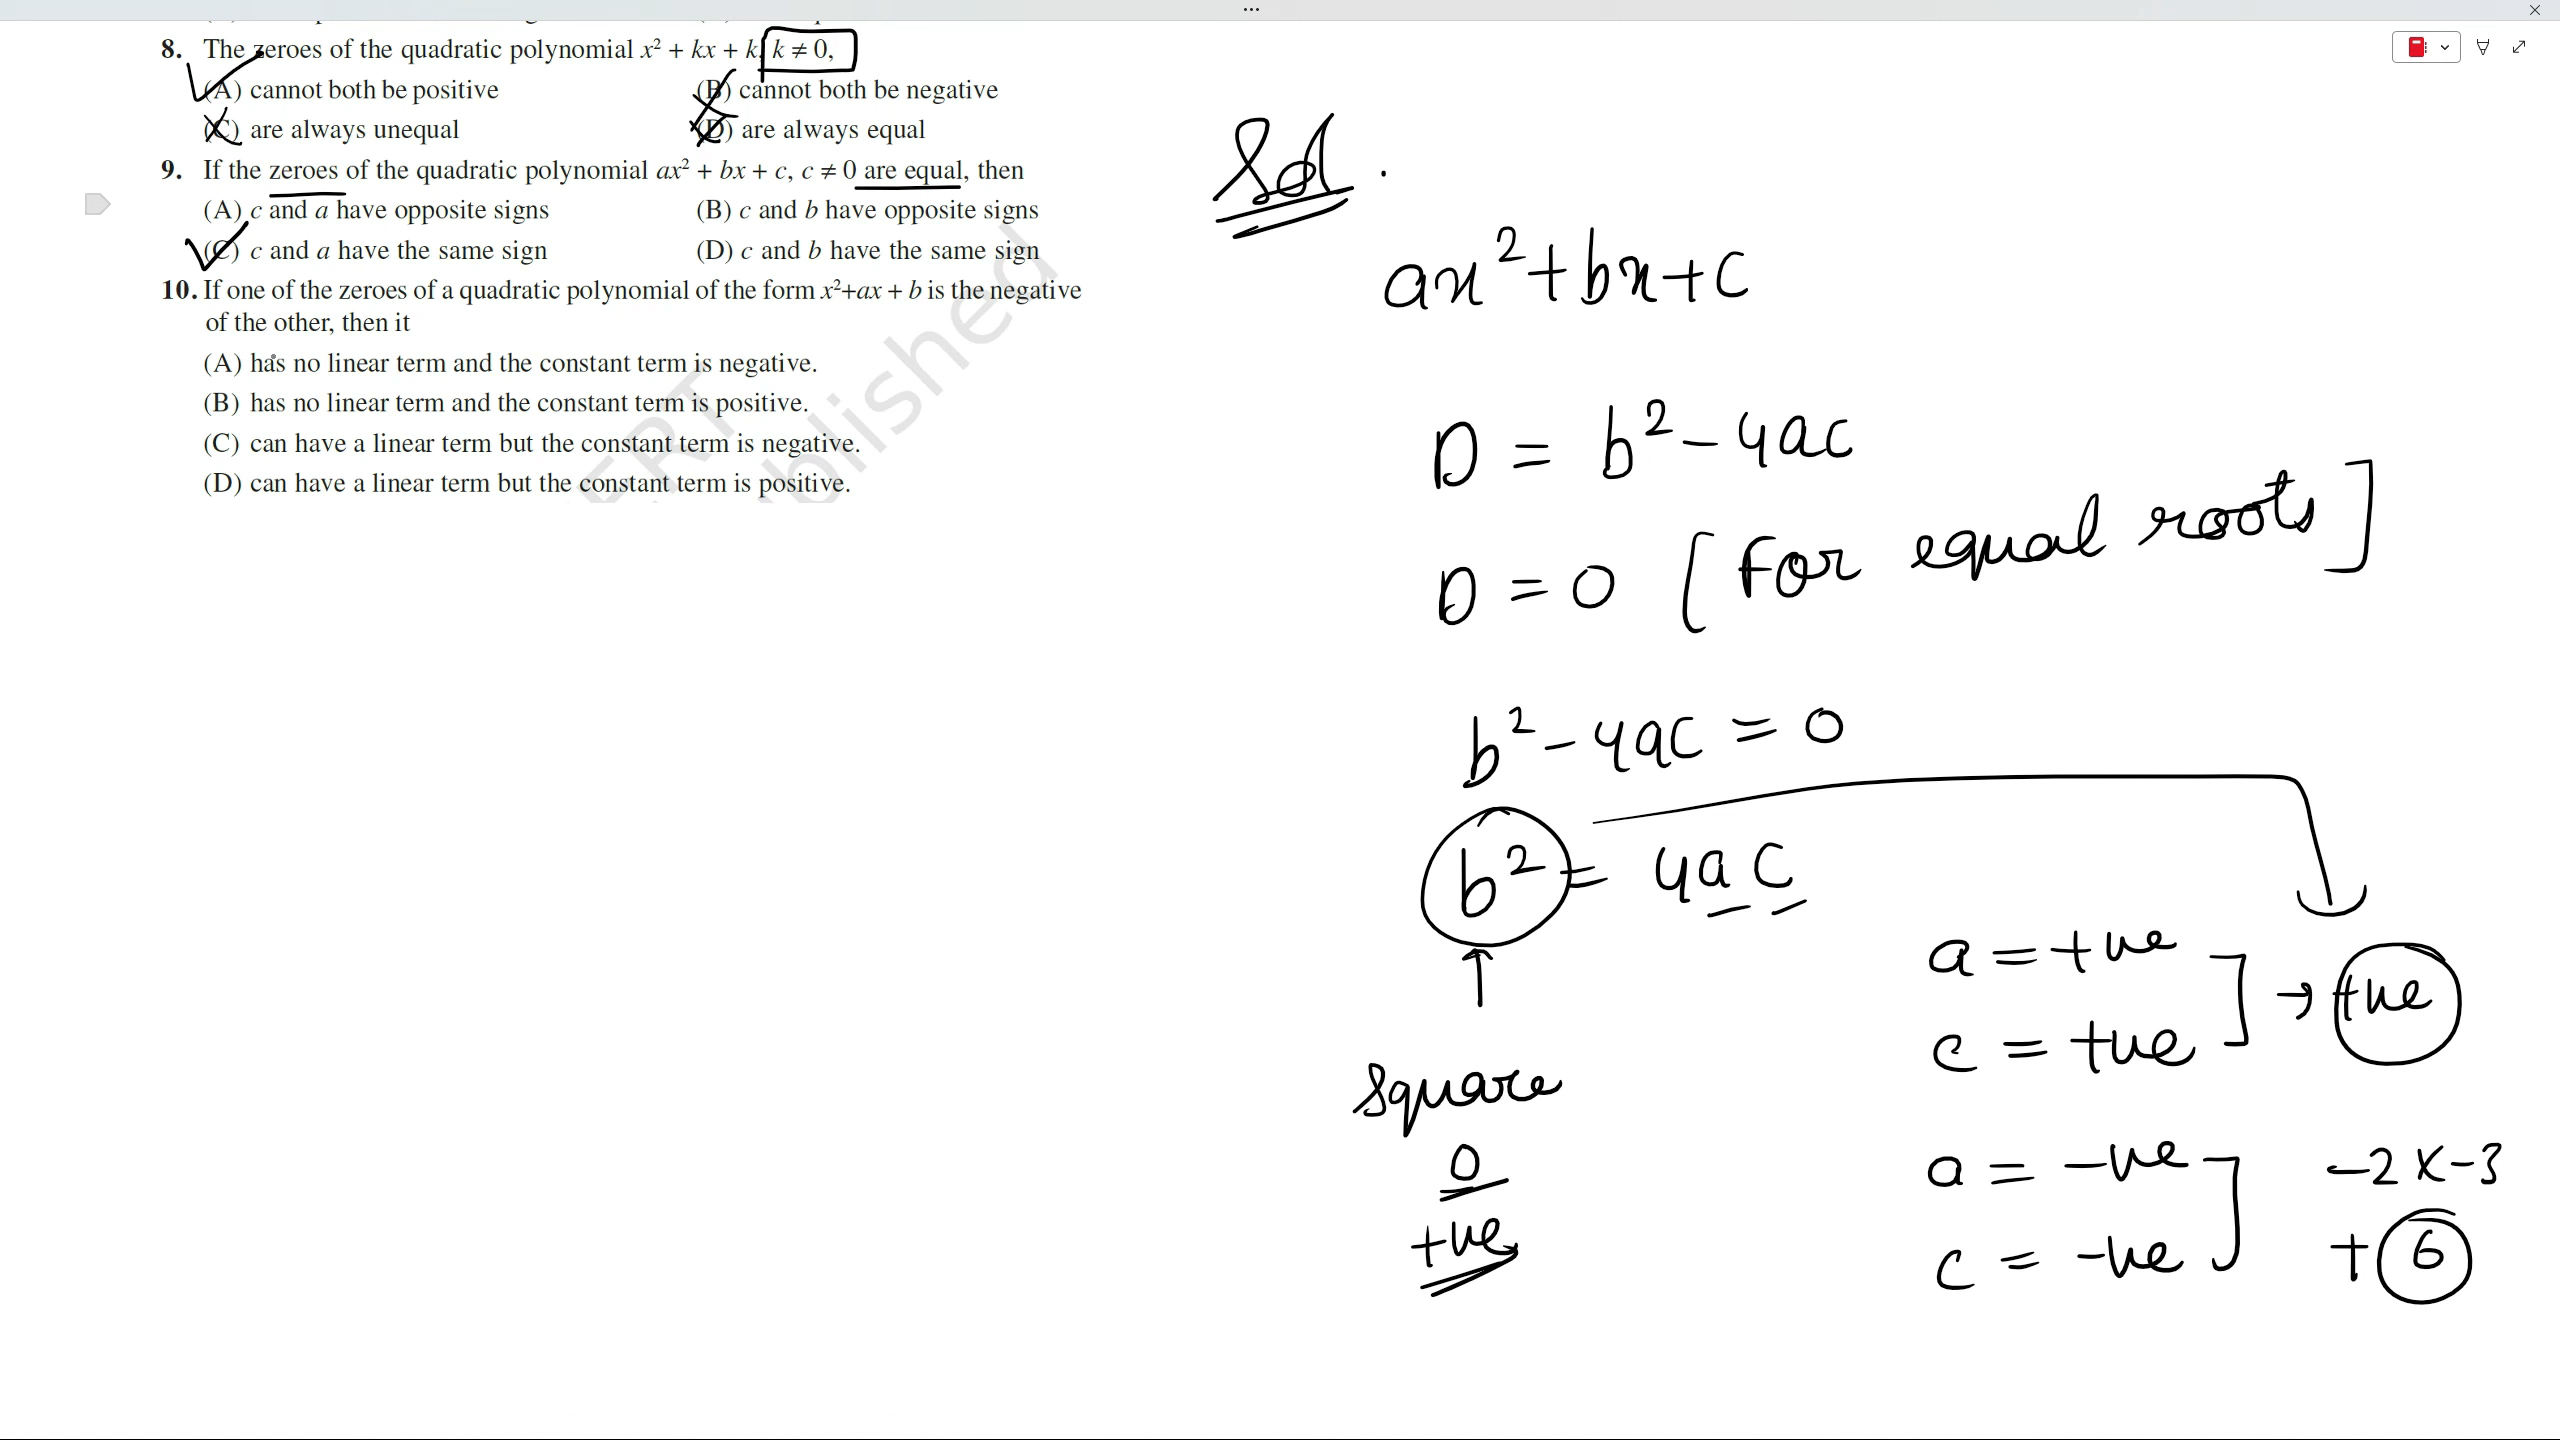 8. The zeroes of the quadratic polynomial x² + kx + k, k ≠ 0,
(A) cannot both be positive (B) cannot both be negative
(C) are always unequal (D) are always equal
9. If the zeroes of the quadratic polynomial ax² + bx + c, c ≠ 0 are equal, then
(A) c and a have opposite signs (B) c and b have opposite signs
(C) c and a have the same sign (D) c and b have the same sign
10. If one of the zeroes of a quadratic polynomial of the form x²+ax + b is the negative
of the other, then it
(A) has no linear term and the constant term is negative.
(B) has no linear term and the constant term is positive.
(C) can have a linear term but the constant term is negative.
(D) can have a linear term but the constant term is positive.
Sol.
ax²+bx+c
D = b²-4ac
D = 0 [For equal roots]
b²-4ac = 0
b² = 4ac
Square
0
+ve
a = +ve
c = +ve ] → +ve
a = -ve
c = -ve ]
-2 x -3
+ 6